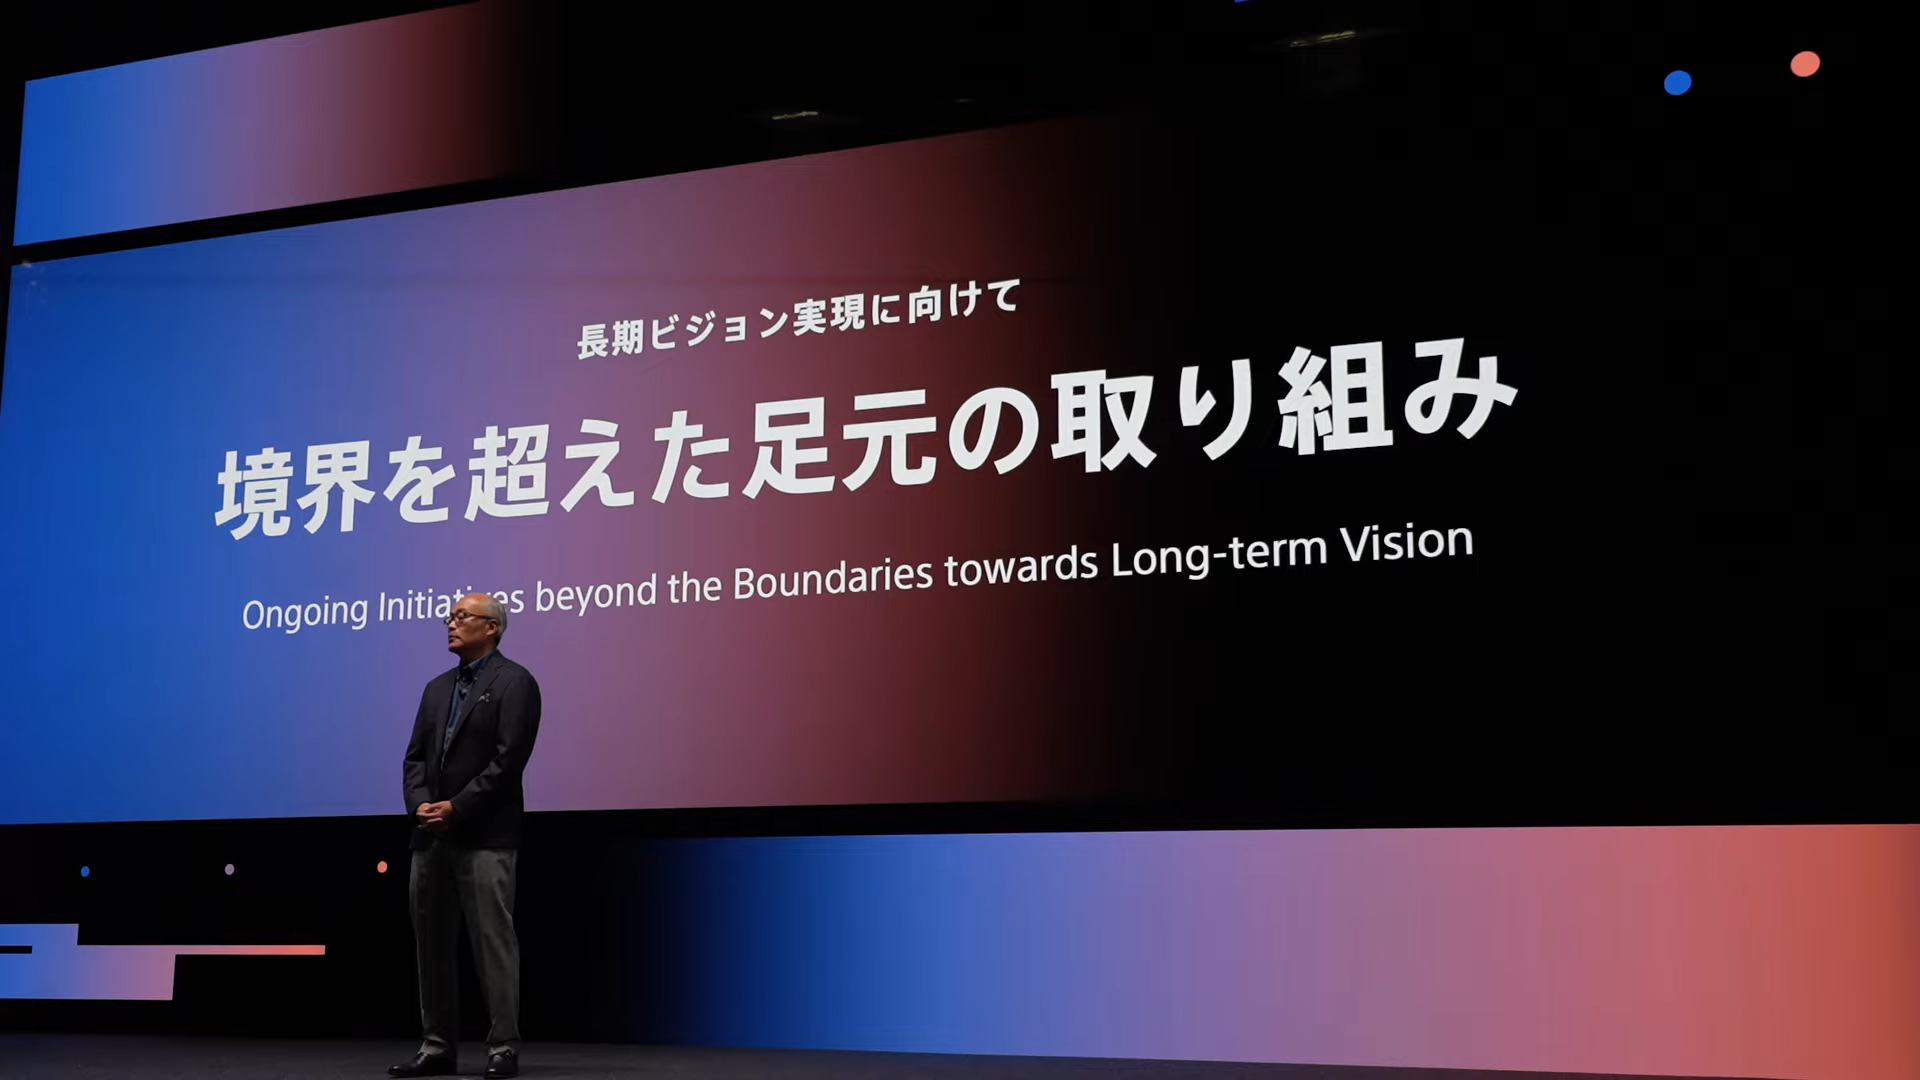 長期ビジョン実現に向けて
境界を超えた足元の取り組み
Ongoing Initiatives beyond the Boundaries towards Long-term Vision